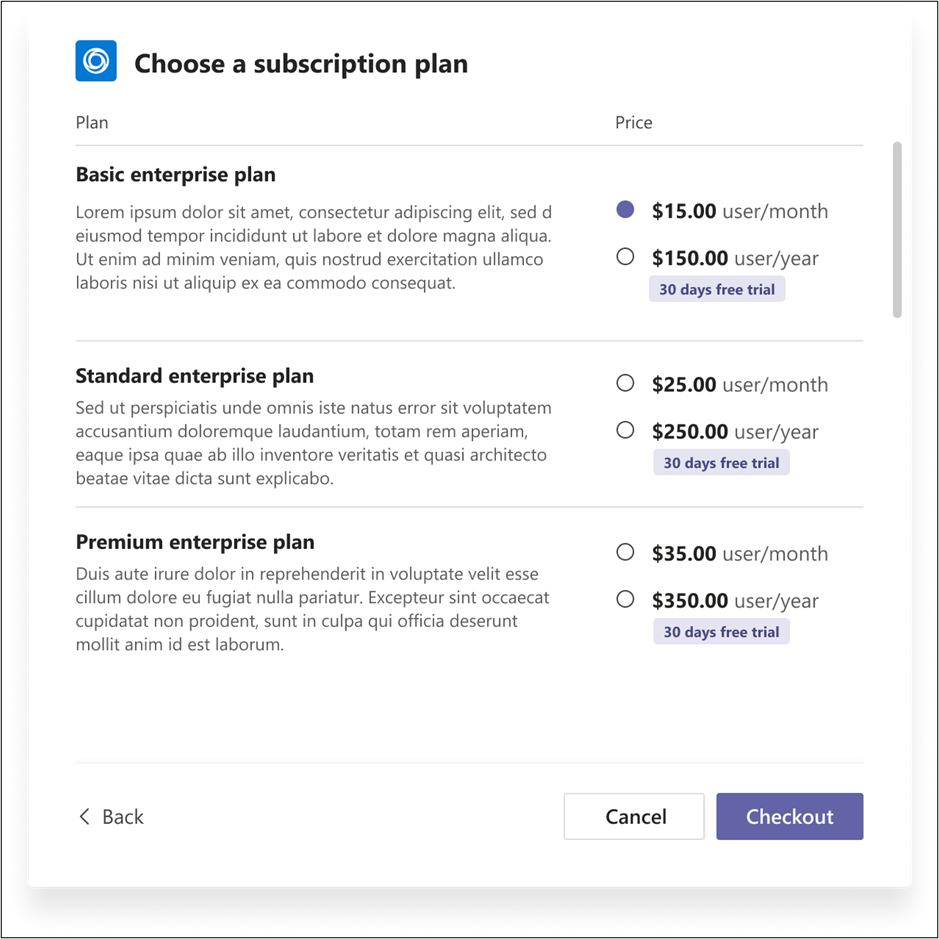 Choose a subscription plan
Plan
Price
Basic enterprise plan
Lorem ipsum dolor sit amet, consectetur adipiscing elit, sed d
eiusmod tempor incididunt ut labore et dolore magna aliqua.
Ut enim ad minim veniam, quis nostrud exercitation ullamco
laboris nisi ut aliquip ex ea commodo consequat.
$15.00 user/month
$150.00 user/year
30 days free trial
Standard enterprise plan
Sed ut perspiciatis unde omnis iste natus error sit voluptatem
accusantium doloremque laudantium, totam rem aperiam,
eaque ipsa quae ab illo inventore veritatis et quasi architecto
beatae vitae dicta sunt explicabo.
$25.00 user/month
$250.00 user/year
30 days free trial
Premium enterprise plan
Duis aute irure dolor in reprehenderit in voluptate velit esse
cillum dolore eu fugiat nulla pariatur. Excepteur sint occaecat
cupidatat non proident, sunt in culpa qui officia deserunt
mollit anim id est laborum.
$35.00 user/month
$350.00 user/year
30 days free trial
Back
Cancel
Checkout